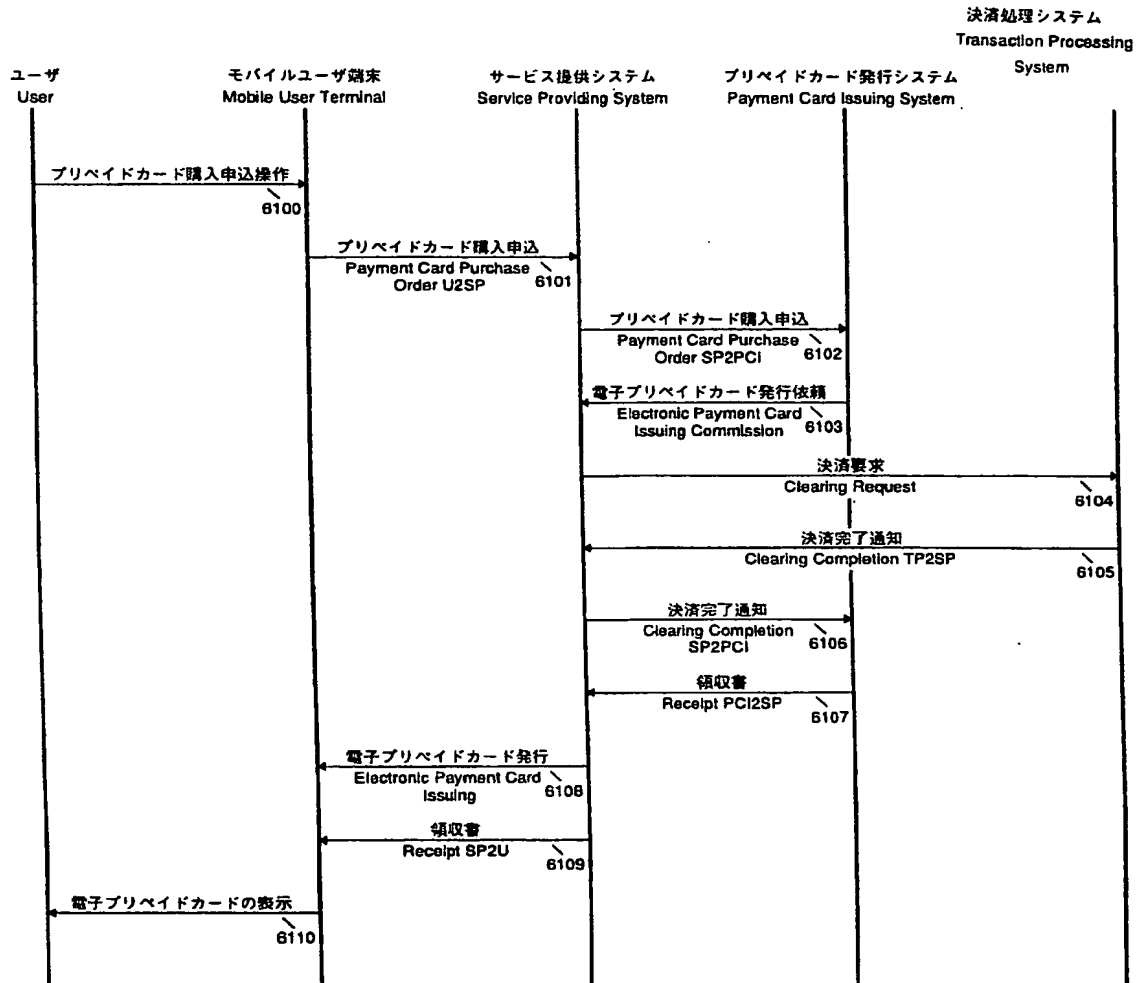 決済処理システム
Transaction Processing
System
ユーザ
User
モバイルユーザ端末
Mobile User Terminal
サービス提供システム
Service Providing System
プリペイドカード発行システム
Payment Card Issuing System
プリペイドカード購入申込操作
6100
プリペイドカード購入申込
Payment Card Purchase
Order U2SP
6101
プリペイドカード購入申込
Payment Card Purchase
Order SP2PCI
6102
電子プリペイドカード発行依頼
Electronic Payment Card
Issuing Commission
6103
決済要求
Clearing Request
6104
決済完了通知
Clearing Completion TP2SP
6105
決済完了通知
Clearing Completion
SP2PCI
6106
領収書
Receipt PCI2SP
6107
電子プリペイドカード発行
Electronic Payment Card
Issuing
6108
領収書
Receipt SP2U
6109
電子プリペイドカードの表示
6110